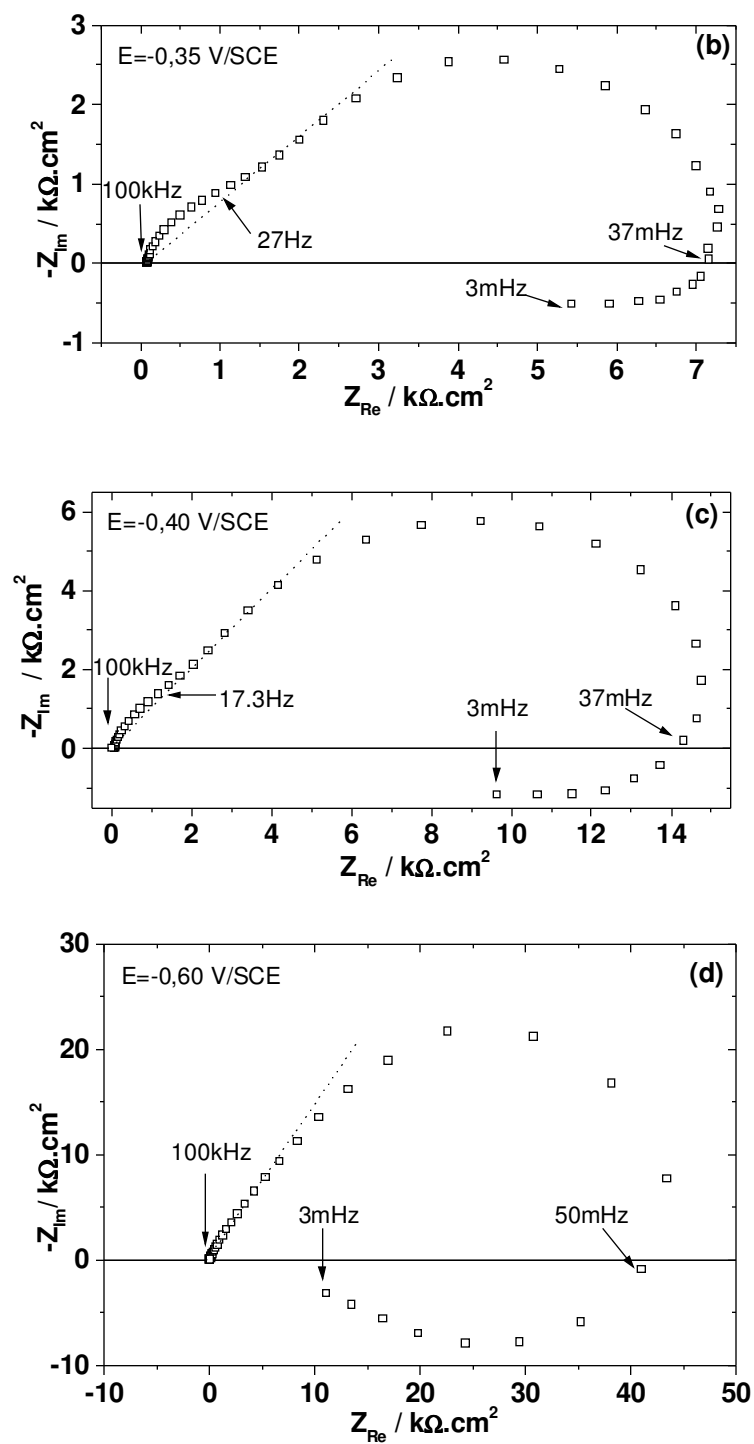 E=-0,35 V/SCE
(b)
3
2
1
0
-1
-Z_Im / kΩ.cm²
100kHz
27Hz
37mHz
3mHz
0 1 2 3 4 5 6 7
Z_Re / kΩ.cm²
E=-0,40 V/SCE
(c)
6
4
2
0
-Z_Im / kΩ.cm²
100kHz
17.3Hz
3mHz
37mHz
0 2 4 6 8 10 12 14
Z_Re / kΩ.cm²
E=-0,60 V/SCE
(d)
30
20
10
0
-10
-Z_Im / kΩ.cm²
100kHz
3mHz
50mHz
-10 0 10 20 30 40 50
Z_Re / kΩ.cm²